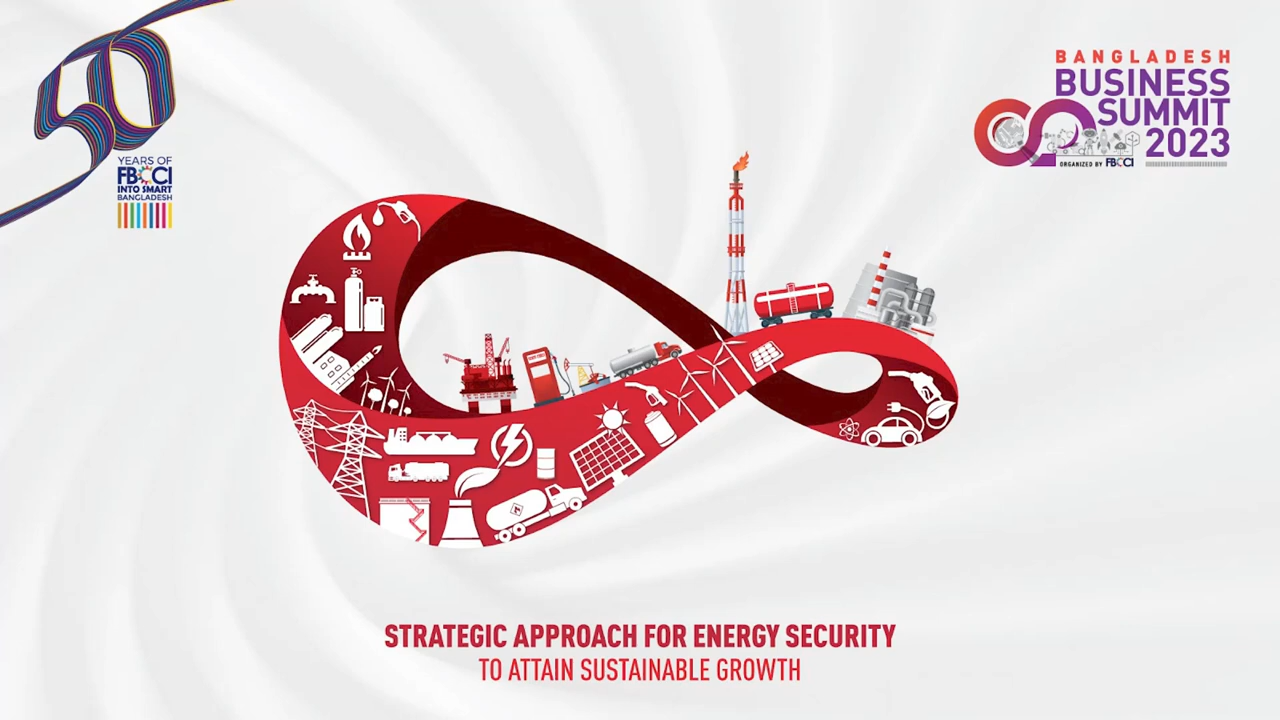 50
YEARS OF
FBCCI
INTO SMART
BANGLADESH
BANGLADESH
BUSINESS
SUMMIT
2023
ORGANIZED BY FBCCI
STRATEGIC APPROACH FOR ENERGY SECURITY
TO ATTAIN SUSTAINABLE GROWTH